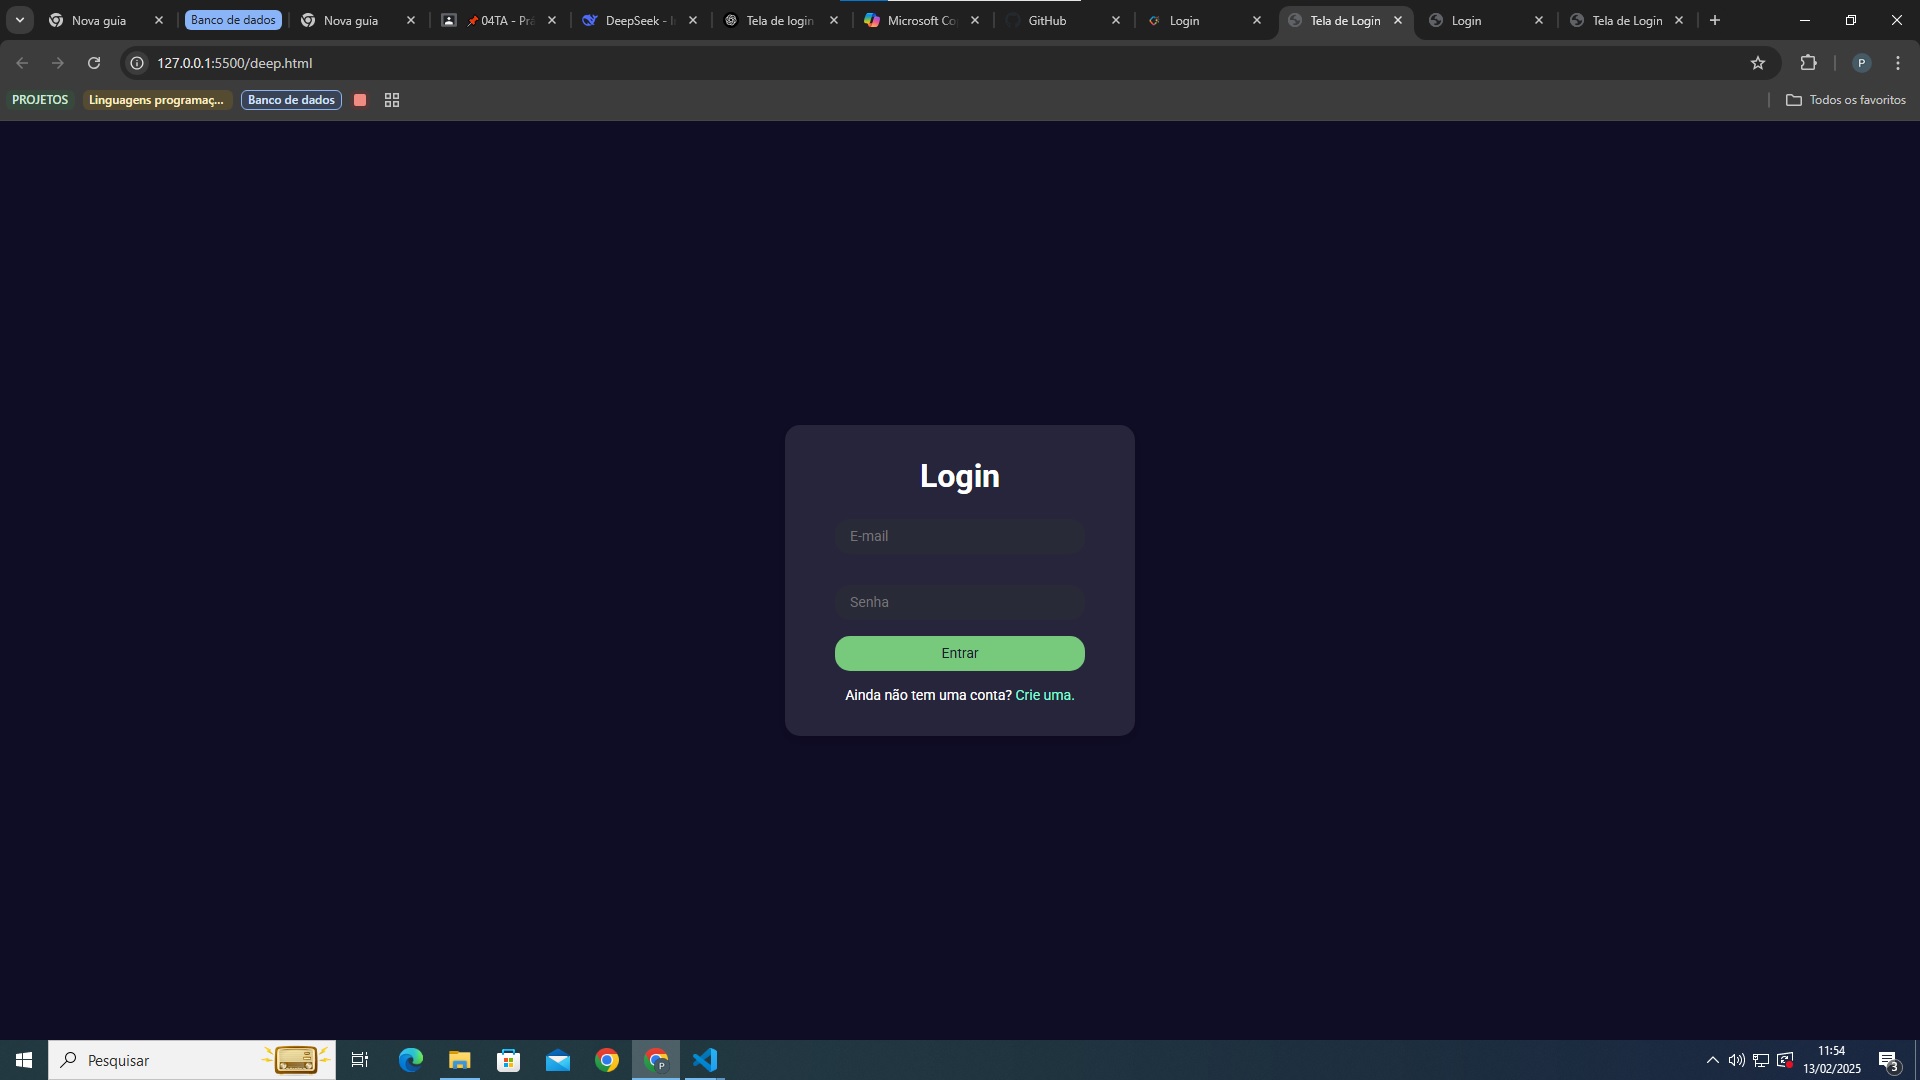 Nova guia
Banco de dados
Nova guia
04TA - Prá
DeepSeek - I
Tela de login
Microsoft Co
GitHub
Login
Tela de Login
Login
Tela de Login
127.0.0.1:5500/deep.html
P
PROJETOS
Linguagens programaç...
Banco de dados
Todos os favoritos
Login
E-mail
Senha
Entrar
Ainda não tem uma conta? Crie uma.
Pesquisar
P
11:54
13/02/2025
3